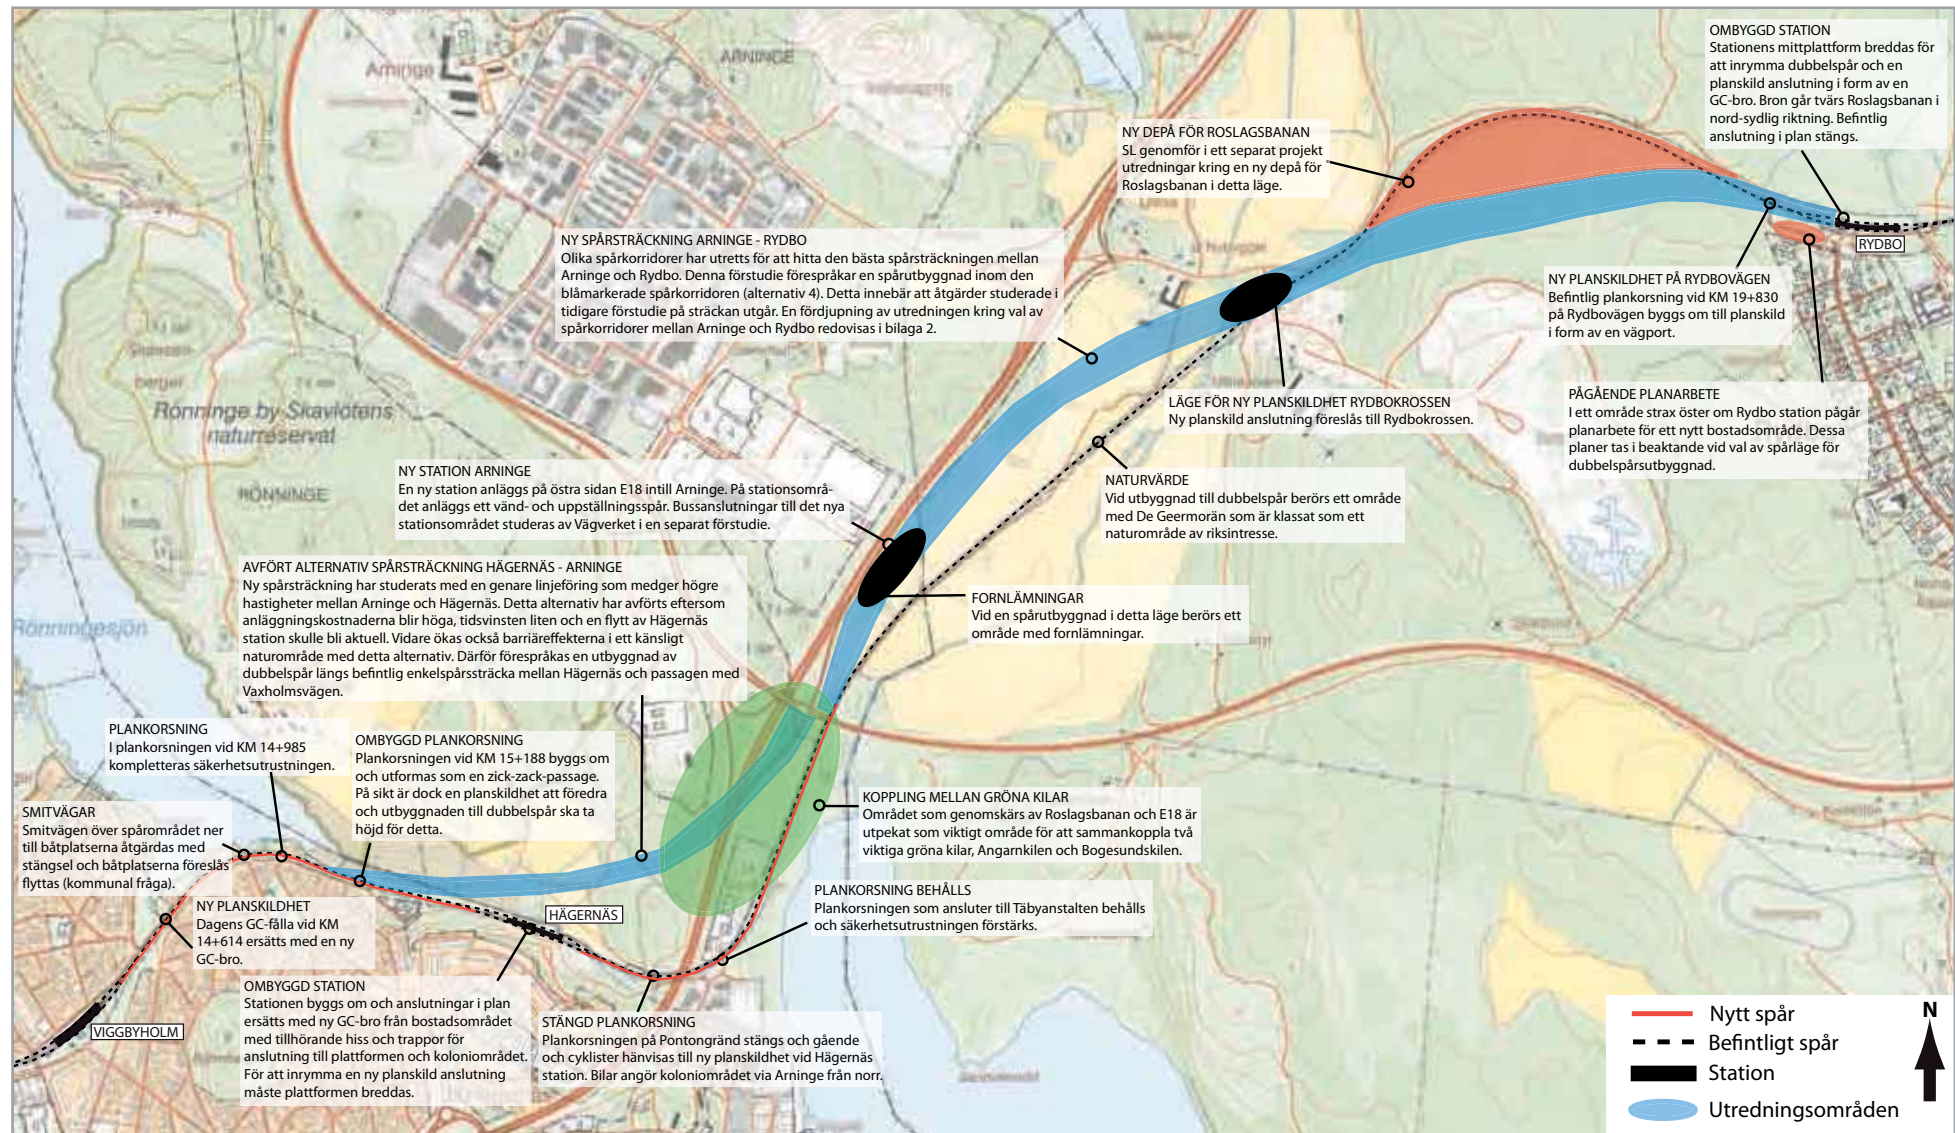 OMBYGGD STATION
Stationens mittplattform breddas för
att inrymma dubbelspår och en
planskild anslutning i form av en
GC-bro. Bron går tvärs Roslagsbanan i
nord-sydlig riktning. Befintlig
anslutning i plan stängs.
Arninge
ARNINGE
NY DEPÅ FÖR ROSLAGSBANAN
SL genomför i ett separat projekt
utredningar kring en ny depå för
Roslagsbanan i detta läge.
RYDBO
NY SPÅRSTRÄCKNING ARNINGE - RYDBO
Olika spårkorridorer har utretts för att hitta den bästa spårsträckningen mellan
Arninge och Rydbo. Denna förstudie förespråkar en spårutbyggnad inom den
blåmarkerade spårkorridoren (alternativ 4). Detta innebär att åtgärder studerade i
tidigare förstudie på sträckan utgår. En fördjupning av utredningen kring val av
spårkorridorer mellan Arninge och Rydbo redovisas i bilaga 2.
NY PLANSKILDHET PÅ RYDBOVÄGEN
Befintlig plankorsning vid KM 19+830
på Rydbovägen byggs om till planskild
i form av en vägport.
LÄGE FÖR NY PLANSKILDHET RYDBOKROSSEN
Ny planskild anslutning föreslås till Rydbokrossen.
PÅGÅENDE PLANARBETE
I ett område strax öster om Rydbo station pågår
planarbete för ett nytt bostadsområde. Dessa
planer tas i beaktande vid val av spårläge för
dubbelspårsutbyggnad.
Rönninge by Skavlötens
naturreservat
RÖNNINGE
NY STATION ARNINGE
En ny station anläggs på östra sidan E18 intill Arninge. På stationsområ-
det anläggs ett vänd- och uppställningsspår. Bussanslutningar till det nya
stationsområdet studeras av Vägverket i en separat förstudie.
NATURVÄRDE
Vid utbyggnad till dubbelspår berörs ett område
med De Geermorän som är klassat som ett
naturområde av riksintresse.
AVFÖRT ALTERNATIV SPÅRSTRÄCKNING HÄGERNÄS - ARNINGE
Ny spårsträckning har studerats med en genare linjeföring som medger högre
hastigheter mellan Arninge och Hägernäs. Detta alternativ har avförts eftersom
anläggningskostnaderna blir höga, tidsvinsten liten och en flytt av Hägernäs
station skulle bli aktuell. Vidare ökas också barriäreffekterna i ett känsligt
naturområde med detta alternativ. Därför förespråkas en utbyggnad av
dubbelspår längs befintlig enkelspårssträcka mellan Hägernäs och passagen med
Vaxholmsvägen.
FORNLÄMNINGAR
Vid en spårutbyggnad i detta läge berörs ett
område med fornlämningar.
Rönningesjön
PLANKORSNING
I plankorsningen vid KM 14+985
kompletteras säkerhetsutrustningen.
OMBYGGD PLANKORSNING
Plankorsningen vid KM 15+188 byggs om
och utformas som en zick-zack-passage.
På sikt är dock en planskildhet att föredra
och utbyggnaden till dubbelspår ska ta
höjd för detta.
SMITVÄGAR
Smitvägen över spårområdet ner
till båtplatserna åtgärdas med
stängsel och båtplatserna föreslås
flyttas (kommunal fråga).
KOPPLING MELLAN GRÖNA KILAR
Området som genomskärs av Roslagsbanan och E18 är
utpekat som viktigt område för att sammankoppla två
viktiga gröna kilar, Angarnkilen och Bogesundskilen.
NY PLANSKILDHET
Dagens GC-fålla vid KM
14+614 ersätts med en ny
GC-bro.
HÄGERNÄS
PLANKORSNING BEHÅLLS
Plankorsningen som ansluter till Täbyanstalten behålls
och säkerhetsutrustningen förstärks.
OMBYGGD STATION
Stationen byggs om och anslutningar i plan
ersätts med ny GC-bro från bostadsområdet
med tillhörande hiss och trappor för
anslutning till plattformen och koloniområdet.
För att inrymma en ny planskild anslutning
måste plattformen breddas.
VIGGBYHOLM
STÄNGD PLANKORSNING
Plankorsningen på Pontongränd stängs och gående
och cyklister hänvisas till ny planskildhet vid Hägernäs
station. Bilar angör koloniområdet via Arninge från norr.
Nytt spår
Befintligt spår
Station
Utredningsområden
N